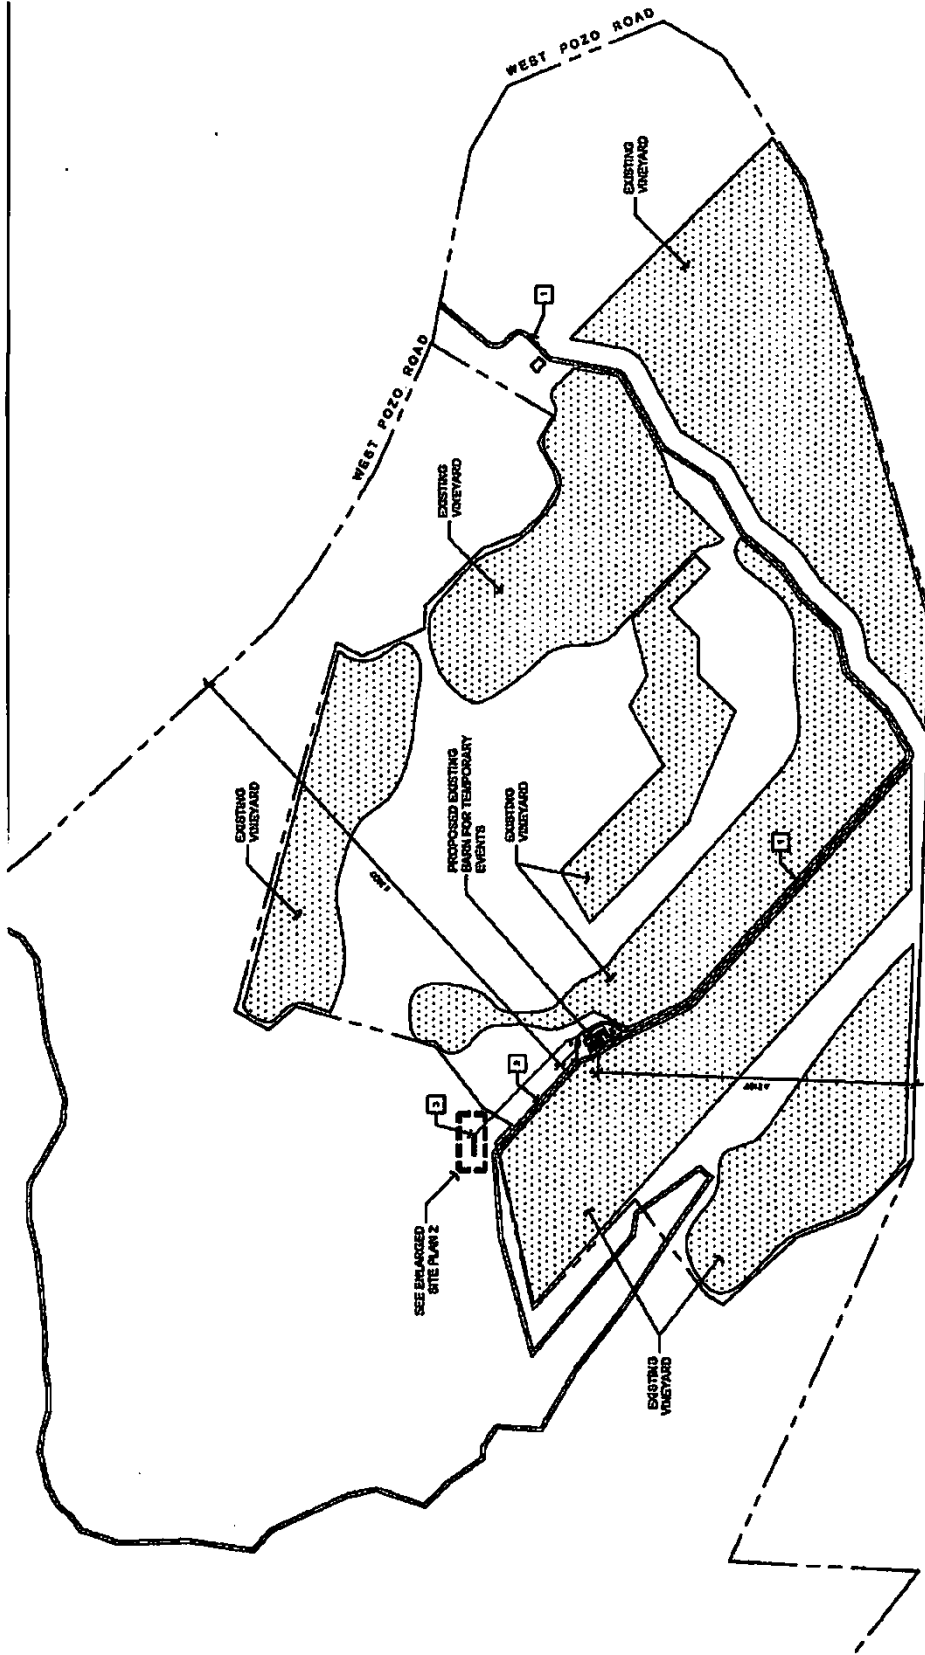 WEST POZO ROAD
EXISTING
VINEYARD
1
WEST POZO ROAD
EXISTING
VINEYARD
EXISTING
VINEYARD
PROPOSED EXISTING
BARN FOR TEMPORARY
EVENTS
EXISTING
VINEYARD
1
2
3
SEE ENLARGED
SITE PLAN 2
EXISTING
VINEYARD